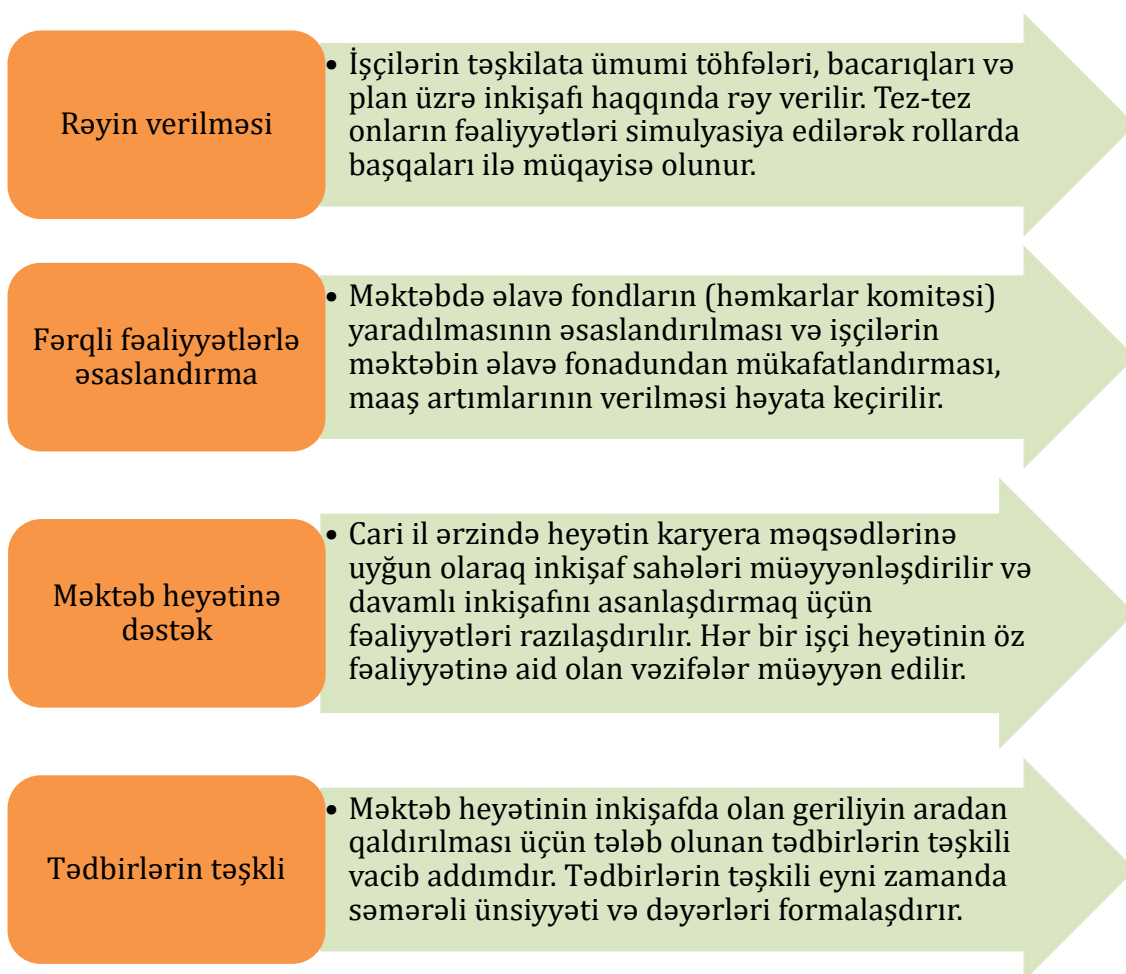 Rəyin verilməsi
• İşçilərin təşkilata ümumi töhfələri, bacarıqları və
plan üzrə inkişafı haqqında rəy verilir. Tez-tez
onların fəaliyyətləri simulyasiya edilərək rollarda
başqaları ilə müqayisə olunur.
Fərqli fəaliyyətlərlə
əsaslandırma
• Məktəbdə əlavə fondların (həmkarlar komitəsi)
yaradılmasının əsaslandırılması və işçilərin
məktəbin əlavə fonadundan mükafatlandırması,
maaş artımlarının verilməsi həyata keçirilir.
Məktəb heyətinə
dəstək
• Cari il ərzində heyətin karyera məqsədlərinə
uyğun olaraq inkişaf sahələri müəyyənləşdirilir və
davamlı inkişafını asanlaşdırmaq üçün
fəaliyyətləri razılaşdırılır. Hər bir işçi heyətinin öz
fəaliyyətinə aid olan vəzifələr müəyyən edilir.
Tədbirlərin təşkli
• Məktəb heyətinin inkişafda olan geriliyin aradan
qaldırılması üçün tələb olunan tədbirlərin təşkili
vacib addımdır. Tədbirlərin təşkili eyni zamanda
səmərəli ünsiyyəti və dəyərləri formalaşdırır.